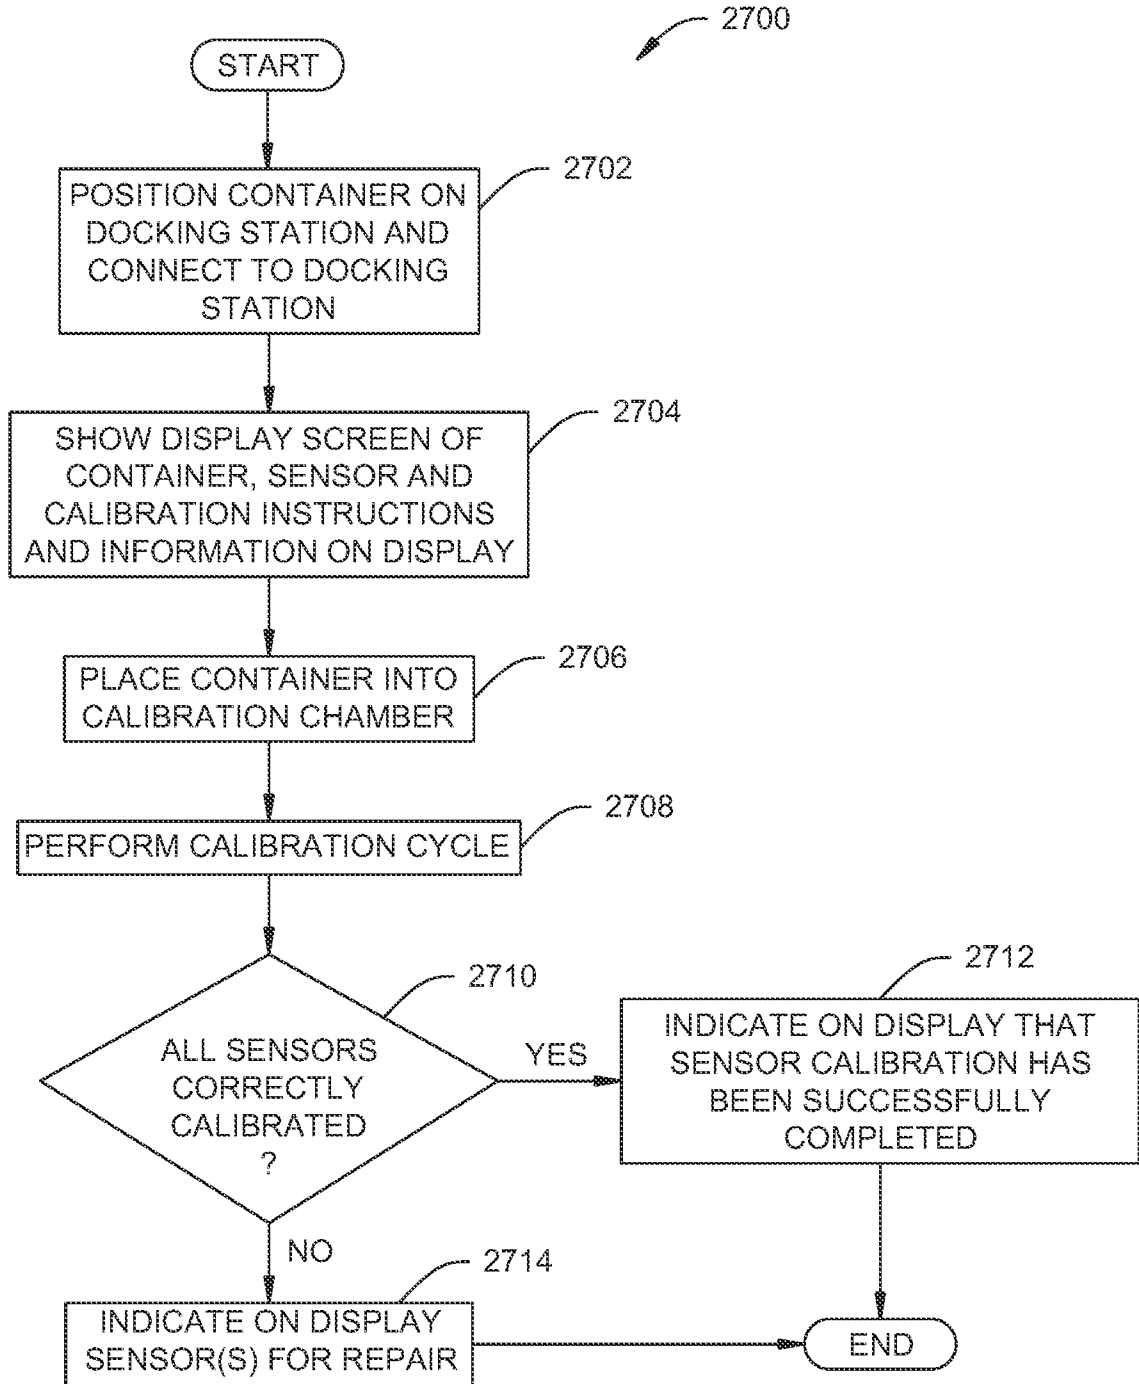 2700
START
2702
POSITION CONTAINER ON
DOCKING STATION AND
CONNECT TO DOCKING
STATION
2704
SHOW DISPLAY SCREEN OF
CONTAINER, SENSOR AND
CALIBRATION INSTRUCTIONS
AND INFORMATION ON DISPLAY
2706
PLACE CONTAINER INTO
CALIBRATION CHAMBER
2708
PERFORM CALIBRATION CYCLE
2710
ALL SENSORS
CORRECTLY
CALIBRATED
?
YES
2712
INDICATE ON DISPLAY THAT
SENSOR CALIBRATION HAS
BEEN SUCCESSFULLY
COMPLETED
NO
2714
INDICATE ON DISPLAY
SENSOR(S) FOR REPAIR
END